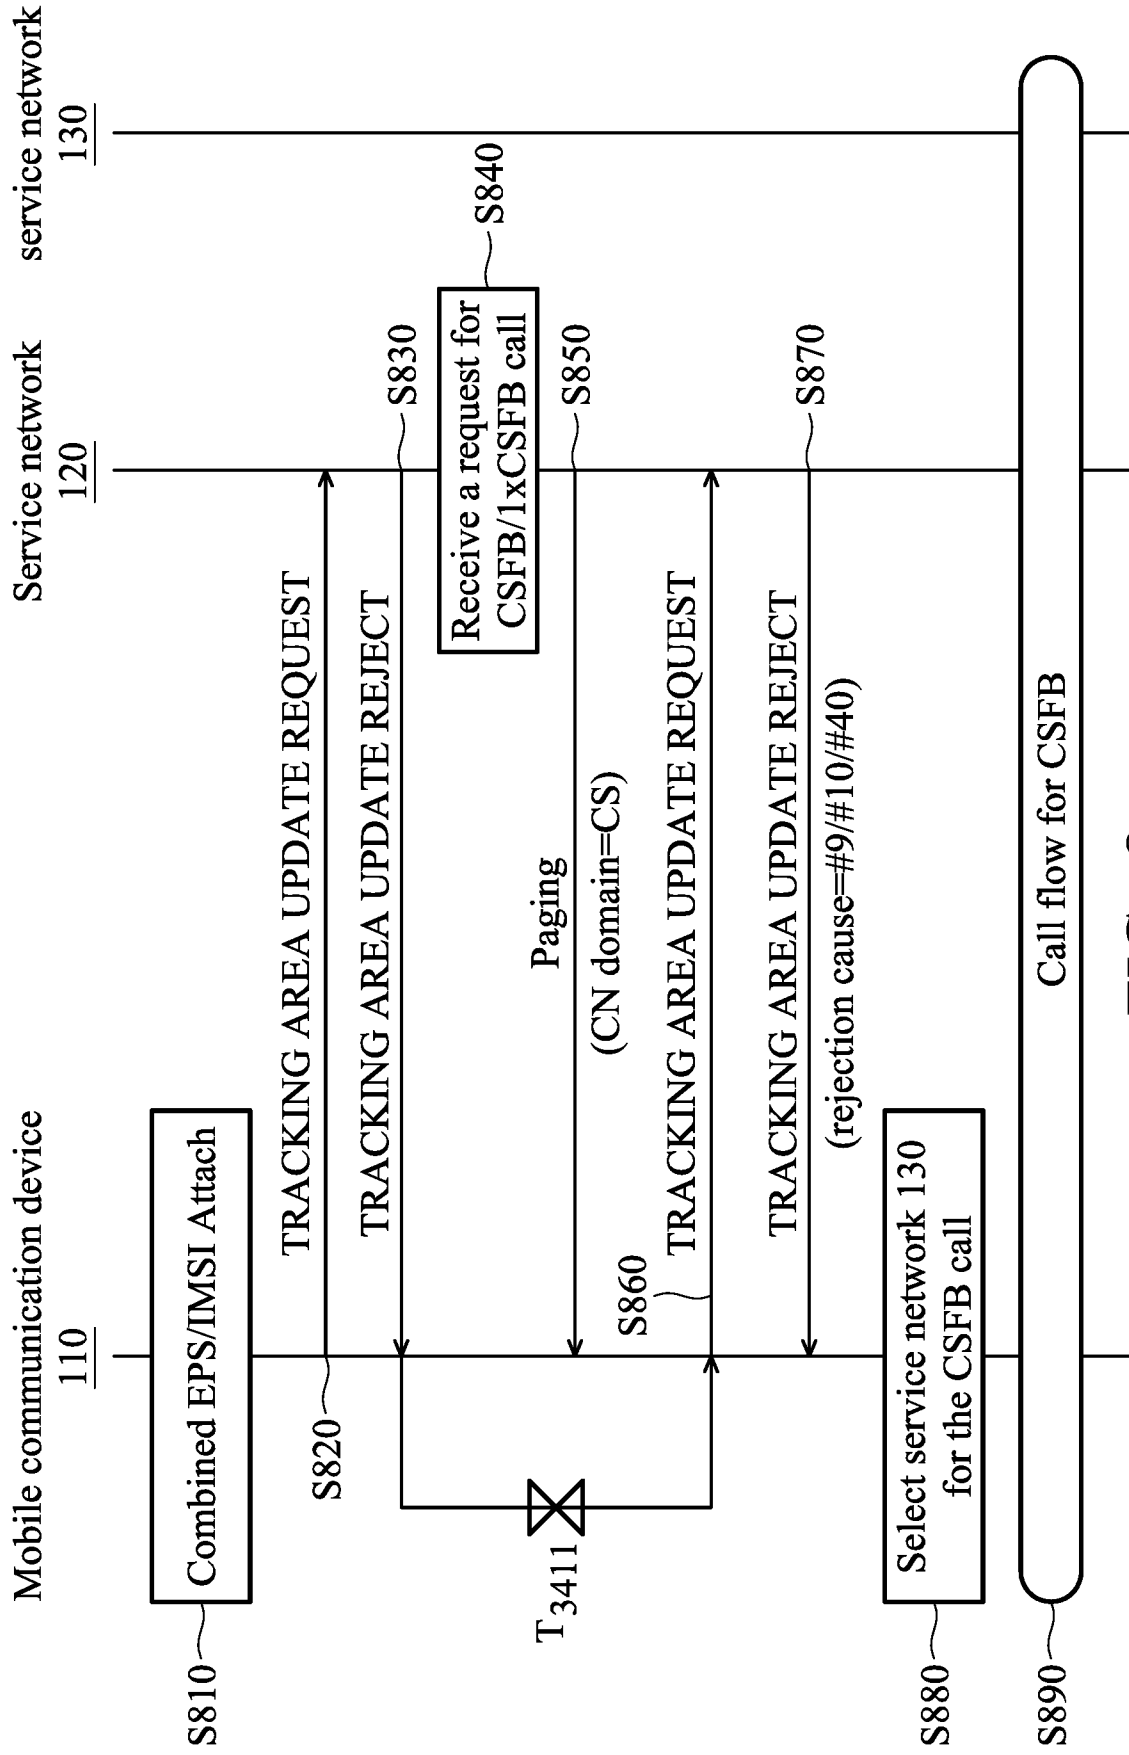 Mobile communication device
110
Service network
120
service network
130
S810
Combined EPS/IMSI Attach
S820
TRACKING AREA UPDATE REQUEST
TRACKING AREA UPDATE REJECT
S830
Receive a request for
CSFB/1xCSFB call
S840
T3411
Paging
(CN domain=CS)
S850
S860
TRACKING AREA UPDATE REQUEST
TRACKING AREA UPDATE REJECT
(rejection cause=#9/#10/#40)
S870
S880
Select service network 130
for the CSFB call
S890
Call flow for CSFB